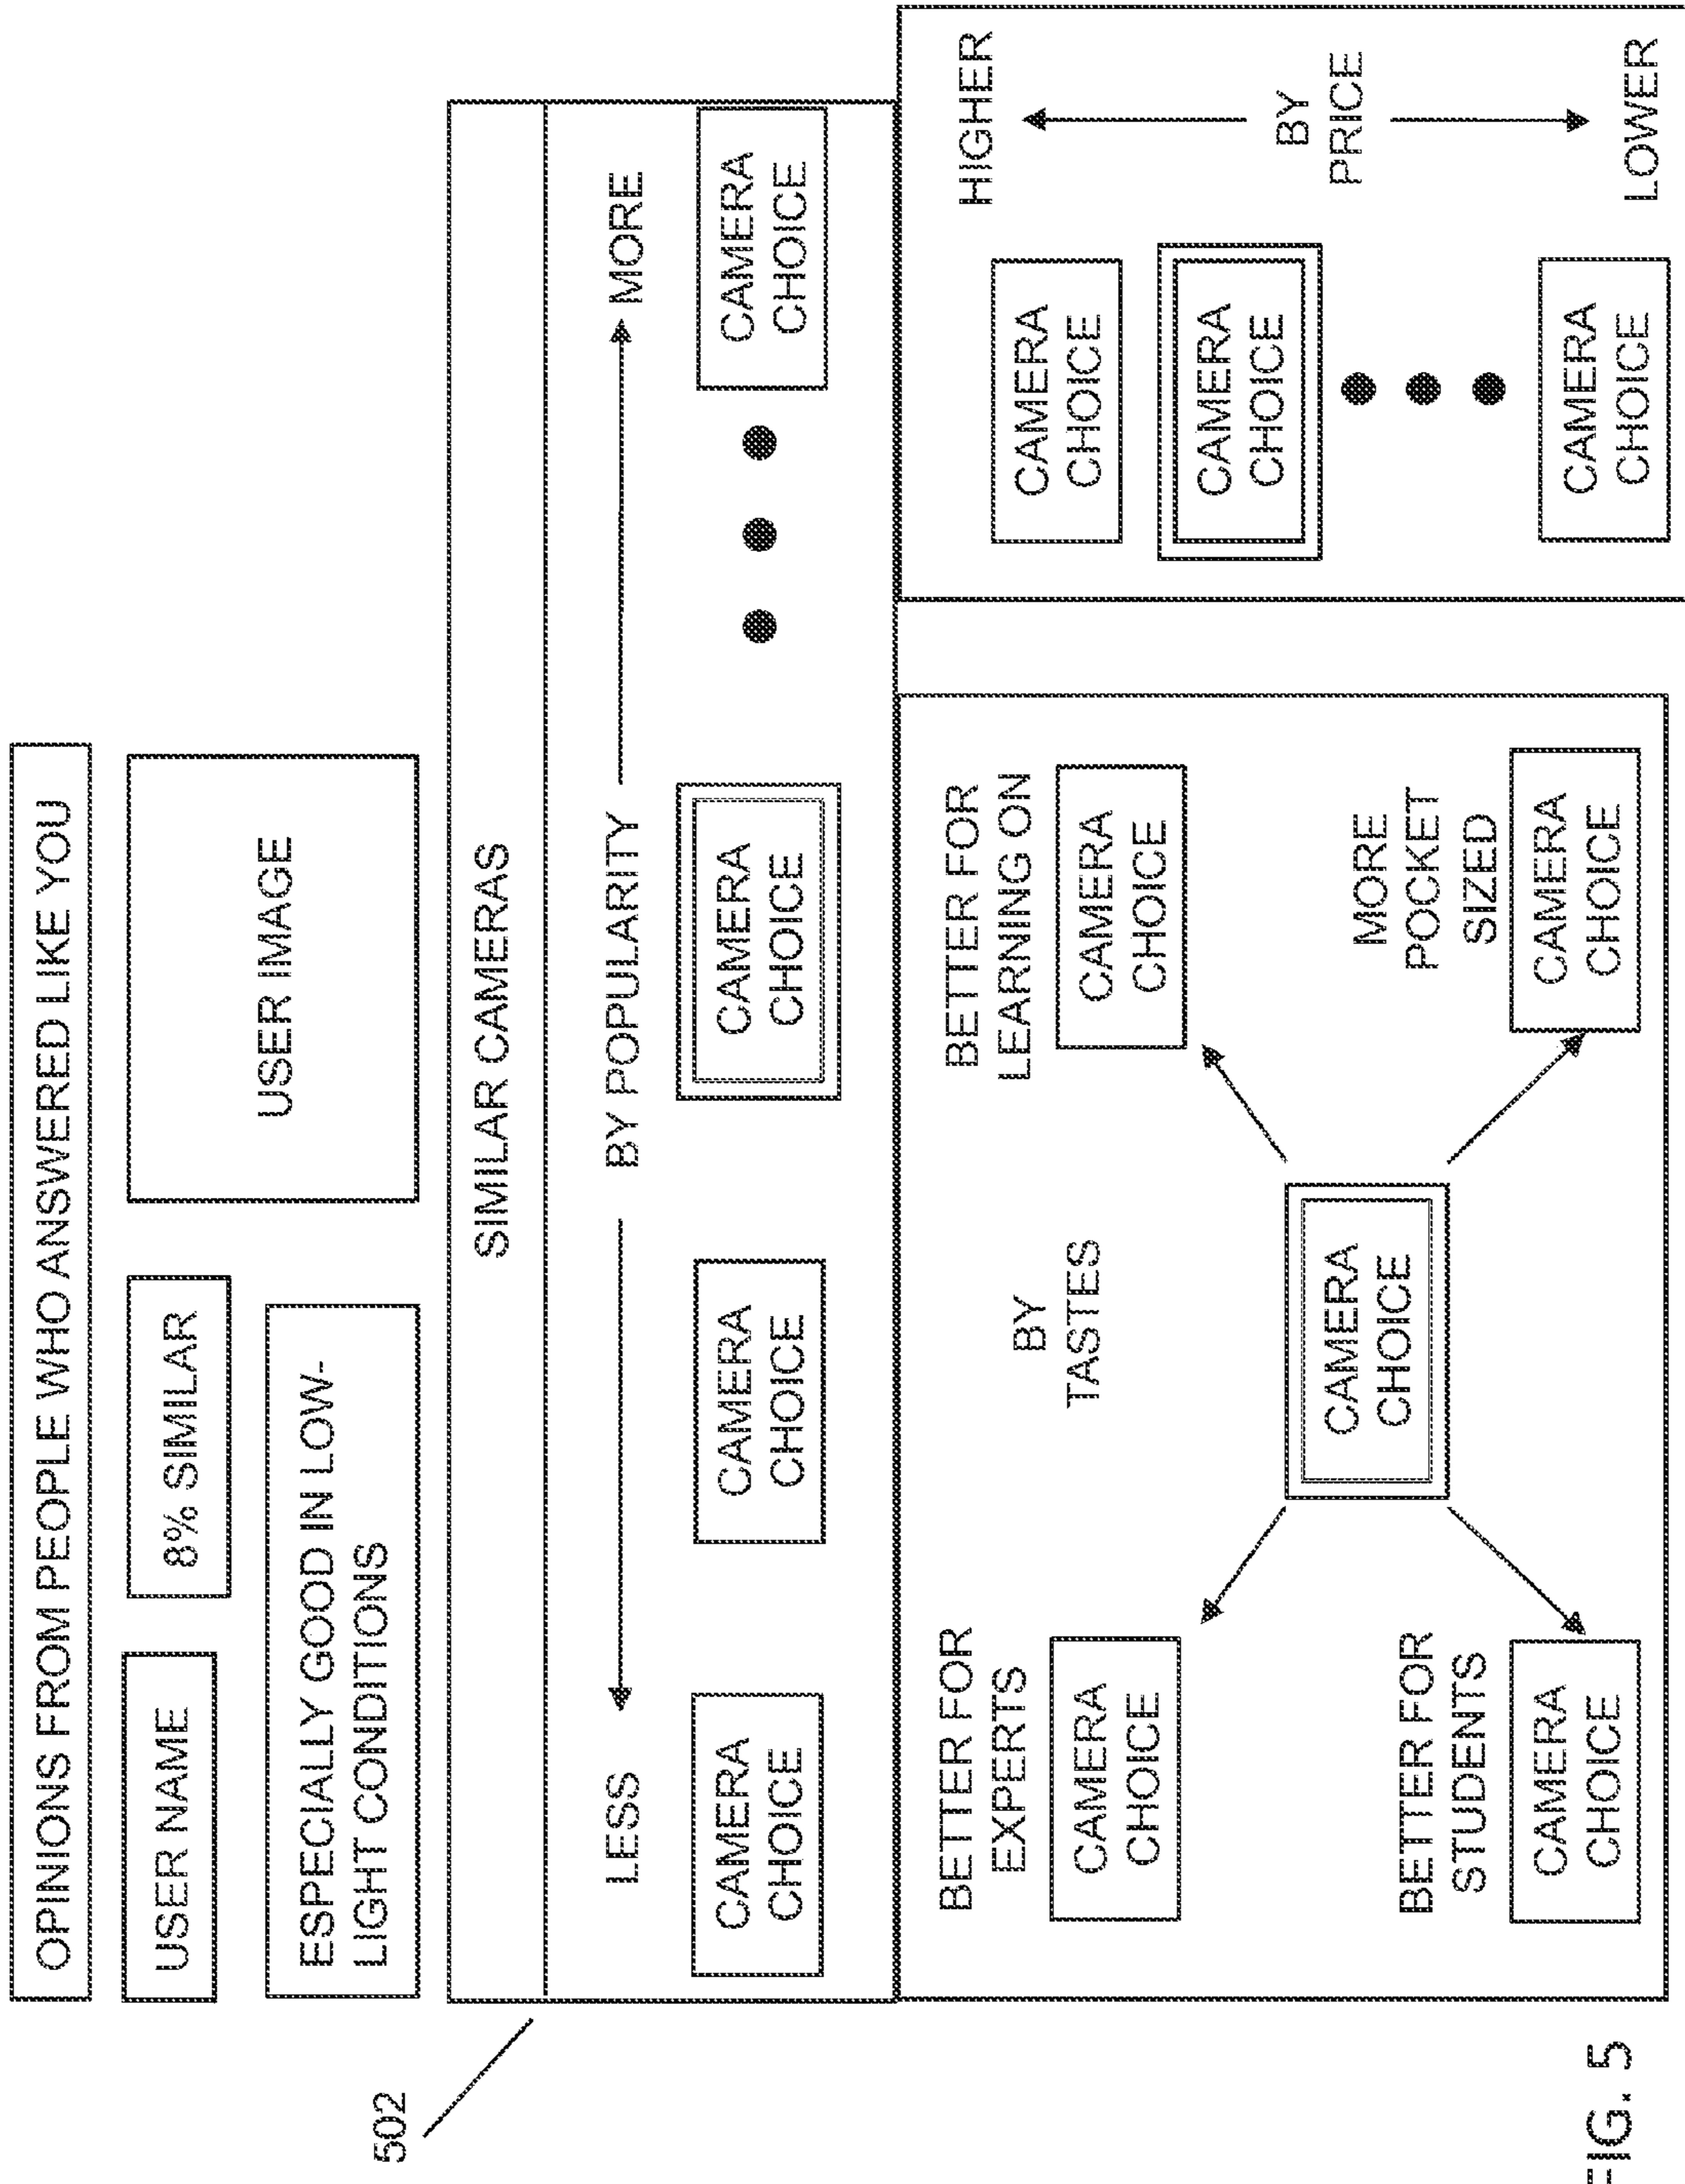 OPINIONS FROM PEOPLE WHO ANSWERED LIKE YOU
USER NAME
8% SIMILAR
USER IMAGE
ESPECIALLY GOOD IN LOW-
LIGHT CONDITIONS
502
SIMILAR CAMERAS
LESS
BY POPULARITY
MORE
CAMERA
CHOICE
CAMERA
CHOICE
CAMERA
CHOICE
CAMERA
CHOICE
BETTER FOR
EXPERTS
CAMERA
CHOICE
BY
TASTES
BETTER FOR
LEARNING ON
CAMERA
CHOICE
CAMERA
CHOICE
BETTER FOR
STUDENTS
CAMERA
CHOICE
MORE
POCKET
SIZED
CAMERA
CHOICE
CAMERA
CHOICE
CAMERA
CHOICE
CAMERA
CHOICE
HIGHER
BY
PRICE
LOWER
FIG. 5